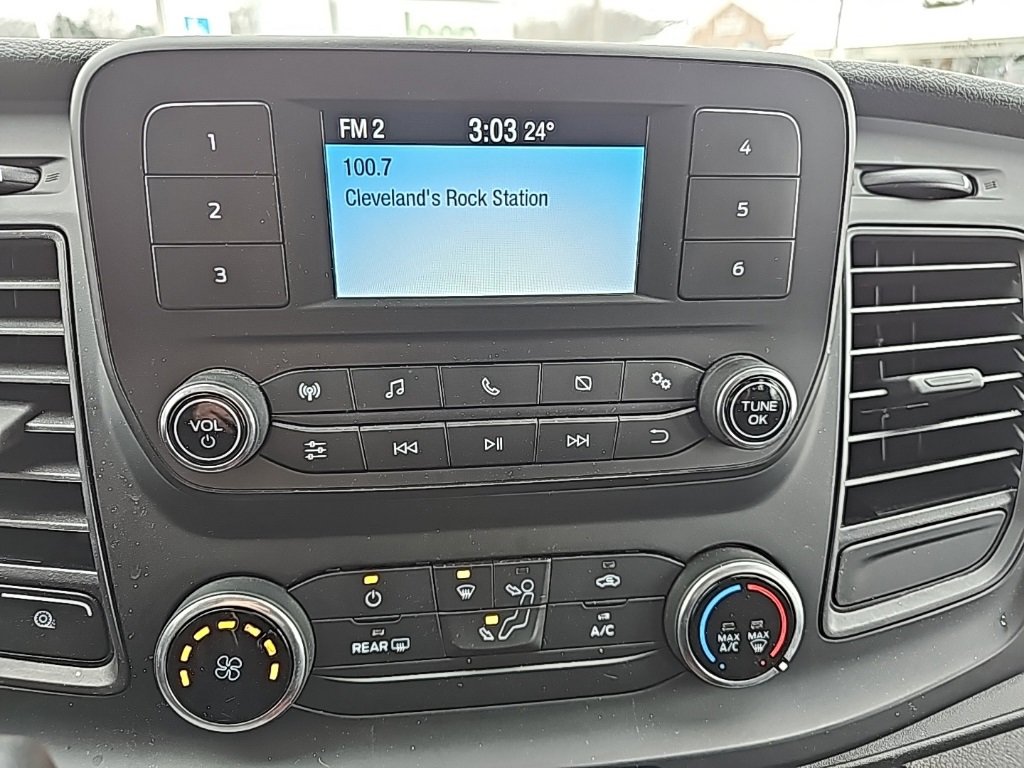 FM 2 3:03 24°
100.7
Cleveland's Rock Station
1
2
3
4
5
6
VOL
TUNE
OK
REAR
A/C
MAX
A/C
MAX